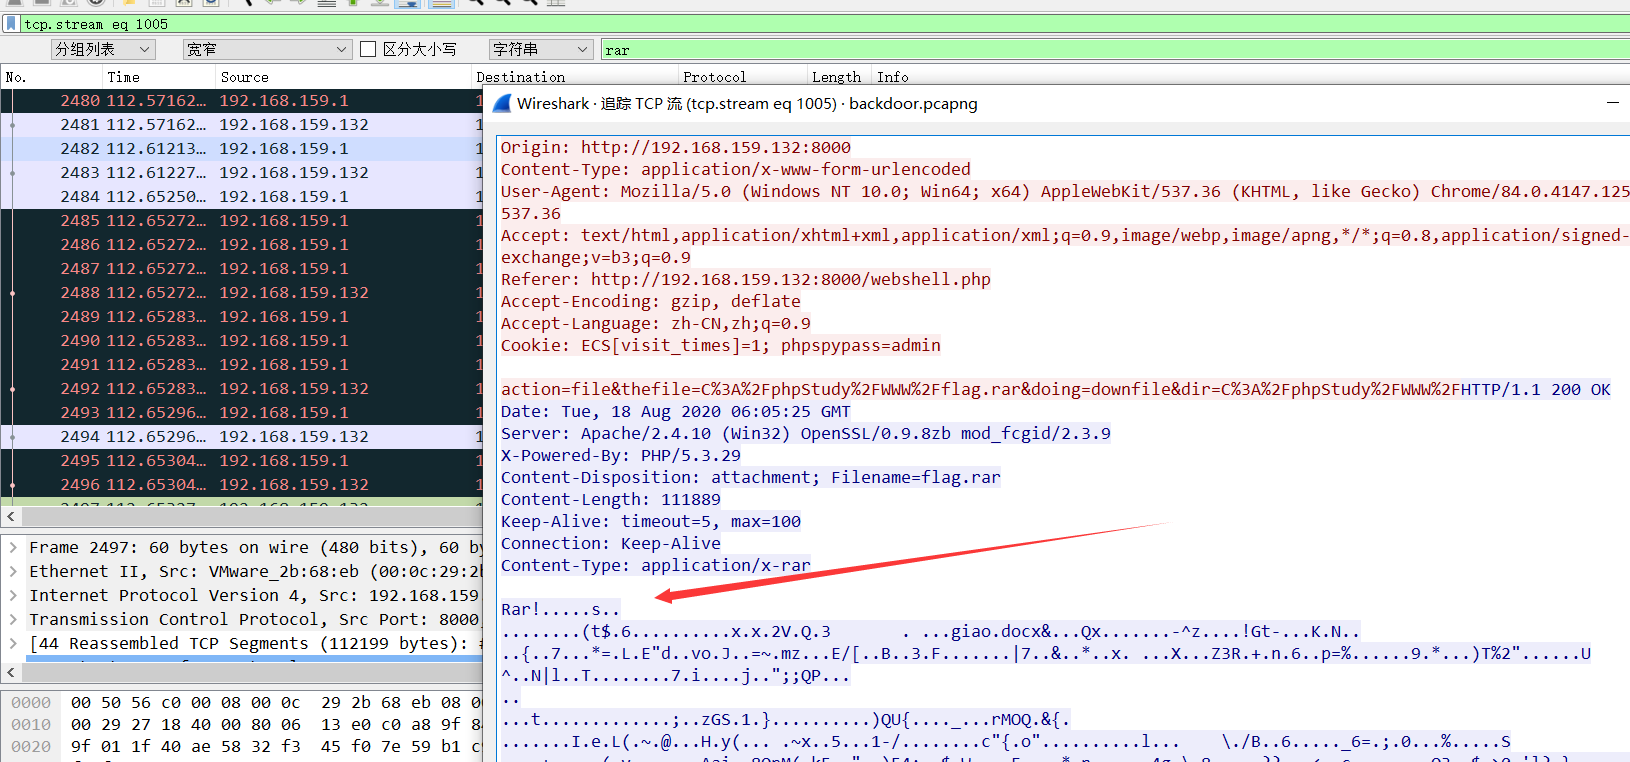 tcp.stream eq 1005
分组列表 宽窄 区分大小写 字符串 rar
No. Time Source Destination Protocol Length Info
2480 112.57162… 192.168.159.1 1
2481 112.57162… 192.168.159.132 1
2482 112.61213… 192.168.159.1 1
2483 112.61227… 192.168.159.132 1
2484 112.65250… 192.168.159.1 1
2485 112.65272… 192.168.159.1 1
2486 112.65272… 192.168.159.1 1
2487 112.65272… 192.168.159.1 1
2488 112.65272… 192.168.159.132 1
2489 112.65283… 192.168.159.1 1
2490 112.65283… 192.168.159.1 1
2491 112.65283… 192.168.159.1 1
2492 112.65283… 192.168.159.132 1
2493 112.65296… 192.168.159.1 1
2494 112.65296… 192.168.159.132 1
2495 112.65304… 192.168.159.1 1
2496 112.65304… 192.168.159.132 1
Frame 2497: 60 bytes on wire (480 bits), 60 by
Ethernet II, Src: VMware_2b:68:eb (00:0c:29:2b
Internet Protocol Version 4, Src: 192.168.159
Transmission Control Protocol, Src Port: 8000
[44 Reassembled TCP Segments (112199 bytes):
0000 00 50 56 c0 00 08 00 0c 29 2b 68 eb 08 00
0010 00 29 27 18 40 00 80 06 13 e0 c0 a8 9f 84
0020 9f 01 1f 40 ae 58 32 f3 45 f0 7e 59 b1
Wireshark · 追踪 TCP 流 (tcp.stream eq 1005) · backdoor.pcapng
Origin: http://192.168.159.132:8000
Content-Type: application/x-www-form-urlencoded
User-Agent: Mozilla/5.0 (Windows NT 10.0; Win64; x64) AppleWebKit/537.36 (KHTML, like Gecko) Chrome/84.0.4147.125
537.36
Accept: text/html,application/xhtml+xml,application/xml;q=0.9,image/webp,image/apng,*/*;q=0.8,application/signed-
exchange;v=b3;q=0.9
Referer: http://192.168.159.132:8000/webshell.php
Accept-Encoding: gzip, deflate
Accept-Language: zh-CN,zh;q=0.9
Cookie: ECS[visit_times]=1; phpspypass=admin
action=file&thefile=C%3A%2FphpStudy%2FWWW%2Fflag.rar&doing=downfile&dir=C%3A%2FphpStudy%2FWWW%2FHTTP/1.1 200 OK
Date: Tue, 18 Aug 2020 06:05:25 GMT
Server: Apache/2.4.10 (Win32) OpenSSL/0.9.8zb mod_fcgid/2.3.9
X-Powered-By: PHP/5.3.29
Content-Disposition: attachment; Filename=flag.rar
Content-Length: 111889
Keep-Alive: timeout=5, max=100
Connection: Keep-Alive
Content-Type: application/x-rar
Rar!.....s..
........(t$.6..........x.x.2V.Q.3 . ...giao.docx&...Qx.......-^z....!Gt-...K.N..
..{..7...*=.L.E"d..vo.J..=~.mz...E/[..B..3.F.......|7..&..*..x. ...X...Z3R.+.n.6..p=%......9.*...)T%2"......U
^..N|l..T........7.i....j..";;QP...
..
...t.............;..zGS.1.}..........)QU{...._...rMOQ.&{.
.......I.e.L(.~.@...H.y(... .~x..5...1-/........c"{.o"..........l... \./B..6....._6=.;.0...%.....S